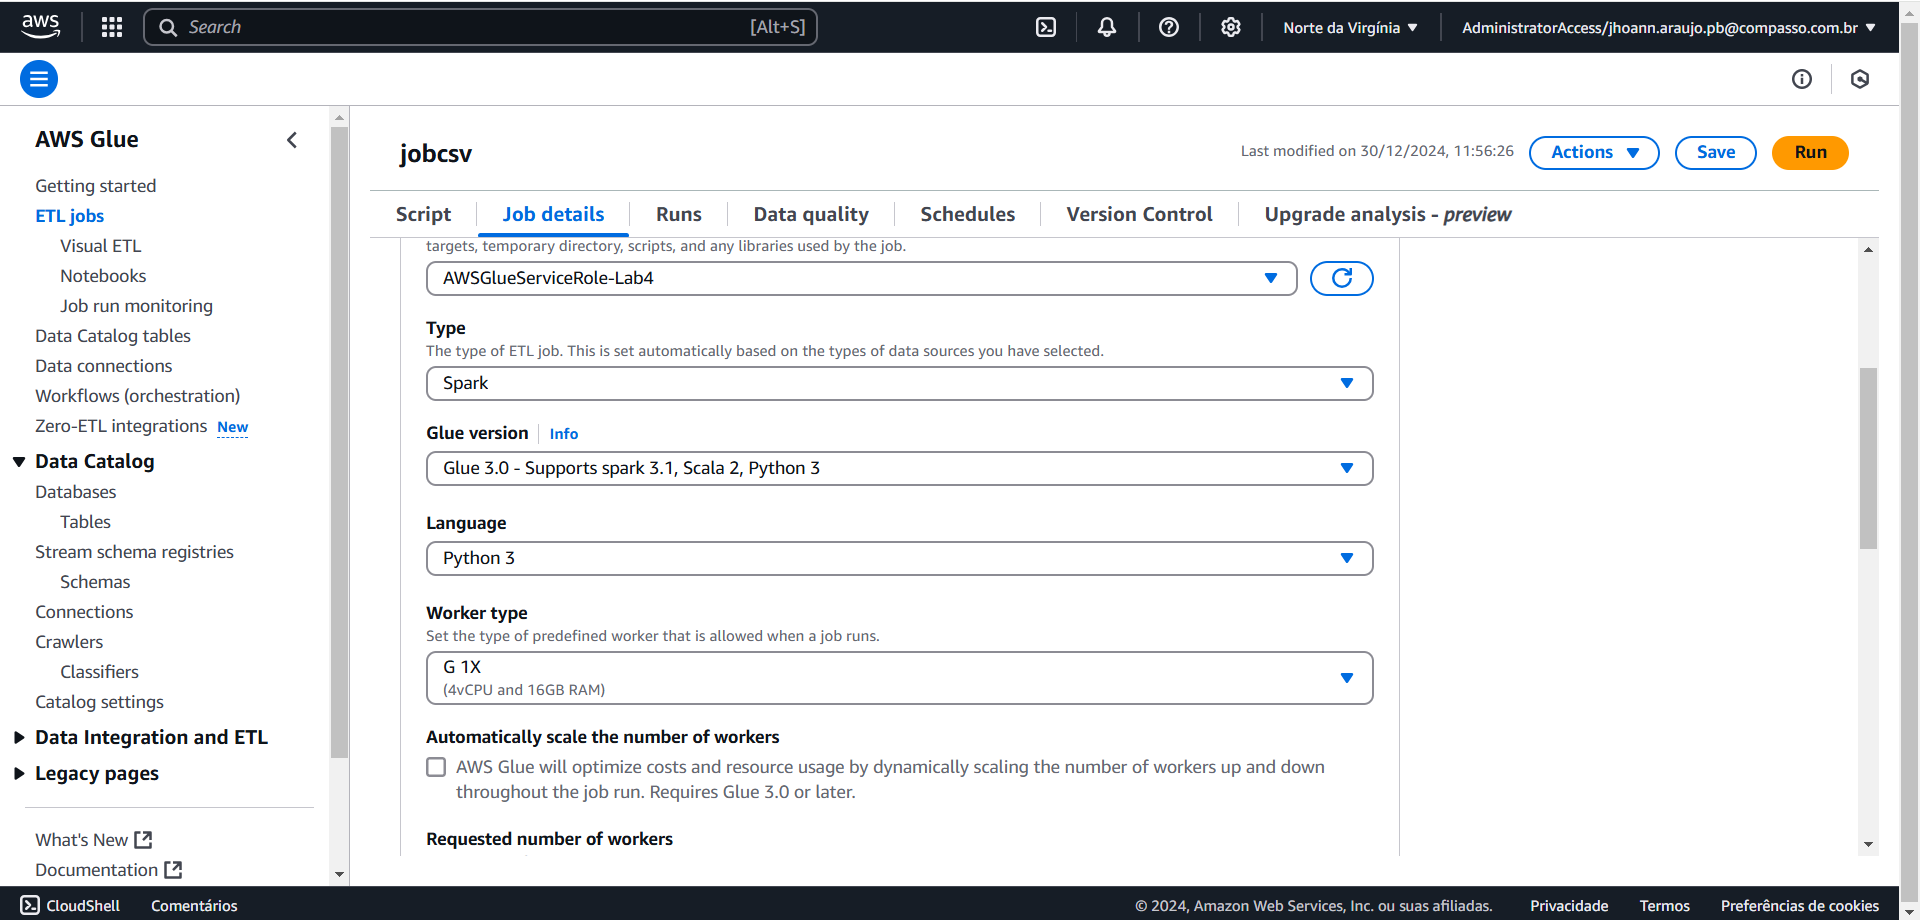 aws
Search [Alt+S]
Norte da Virgínia
AdministratorAccess/jhoann.araujo.pb@compasso.com.br
AWS Glue
Getting started
ETL jobs
Visual ETL
Notebooks
Job run monitoring
Data Catalog tables
Data connections
Workflows (orchestration)
Zero-ETL integrations New
Data Catalog
Databases
Tables
Stream schema registries
Schemas
Connections
Crawlers
Classifiers
Catalog settings
Data Integration and ETL
Legacy pages
What's New
Documentation
jobcsv
Last modified on 30/12/2024, 11:56:26
Actions
Save
Run
Script
Job details
Runs
Data quality
Schedules
Version Control
Upgrade analysis - preview
targets, temporary directory, scripts, and any libraries used by the job.
AWSGlueServiceRole-Lab4
Type
The type of ETL job. This is set automatically based on the types of data sources you have selected.
Spark
Glue version Info
Glue 3.0 - Supports spark 3.1, Scala 2, Python 3
Language
Python 3
Worker type
Set the type of predefined worker that is allowed when a job runs.
G 1X
(4vCPU and 16GB RAM)
Automatically scale the number of workers
AWS Glue will optimize costs and resource usage by dynamically scaling the number of workers up and down
throughout the job run. Requires Glue 3.0 or later.
Requested number of workers
CloudShell
Comentários
© 2024, Amazon Web Services, Inc. ou suas afiliadas.
Privacidade
Termos
Preferências de cookies